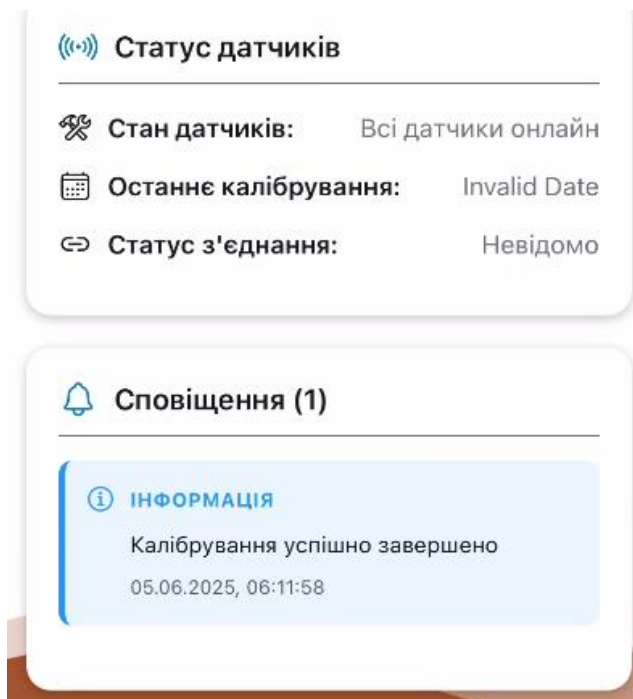 Статус датчиків
Стан датчиків: Всі датчики онлайн
Останнє калібрування: Invalid Date
Статус з'єднання: Невідомо
Сповіщення (1)
ІНФОРМАЦІЯ
Калібрування успішно завершено
05.06.2025, 06:11:58